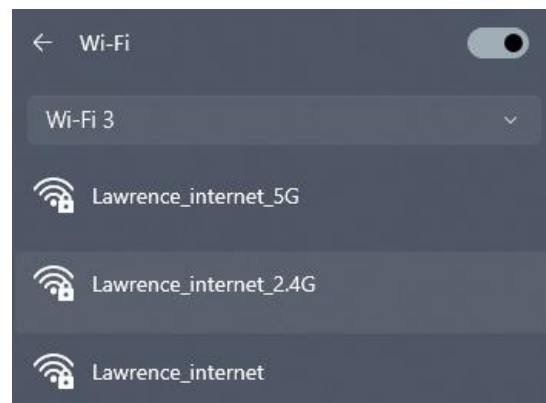 Wi-Fi
Wi-Fi 3
Lawrence_internet_5G
Lawrence_internet_2.4G
Lawrence_internet